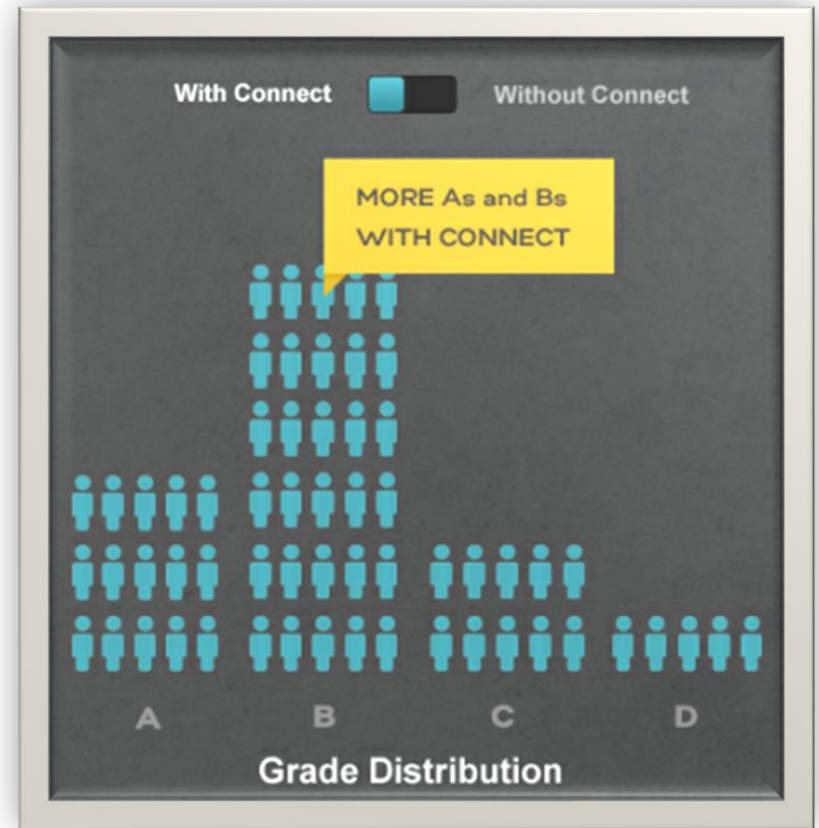 With Connect Without Connect
MORE As and Bs
WITH CONNECT
A B C D
Grade Distribution